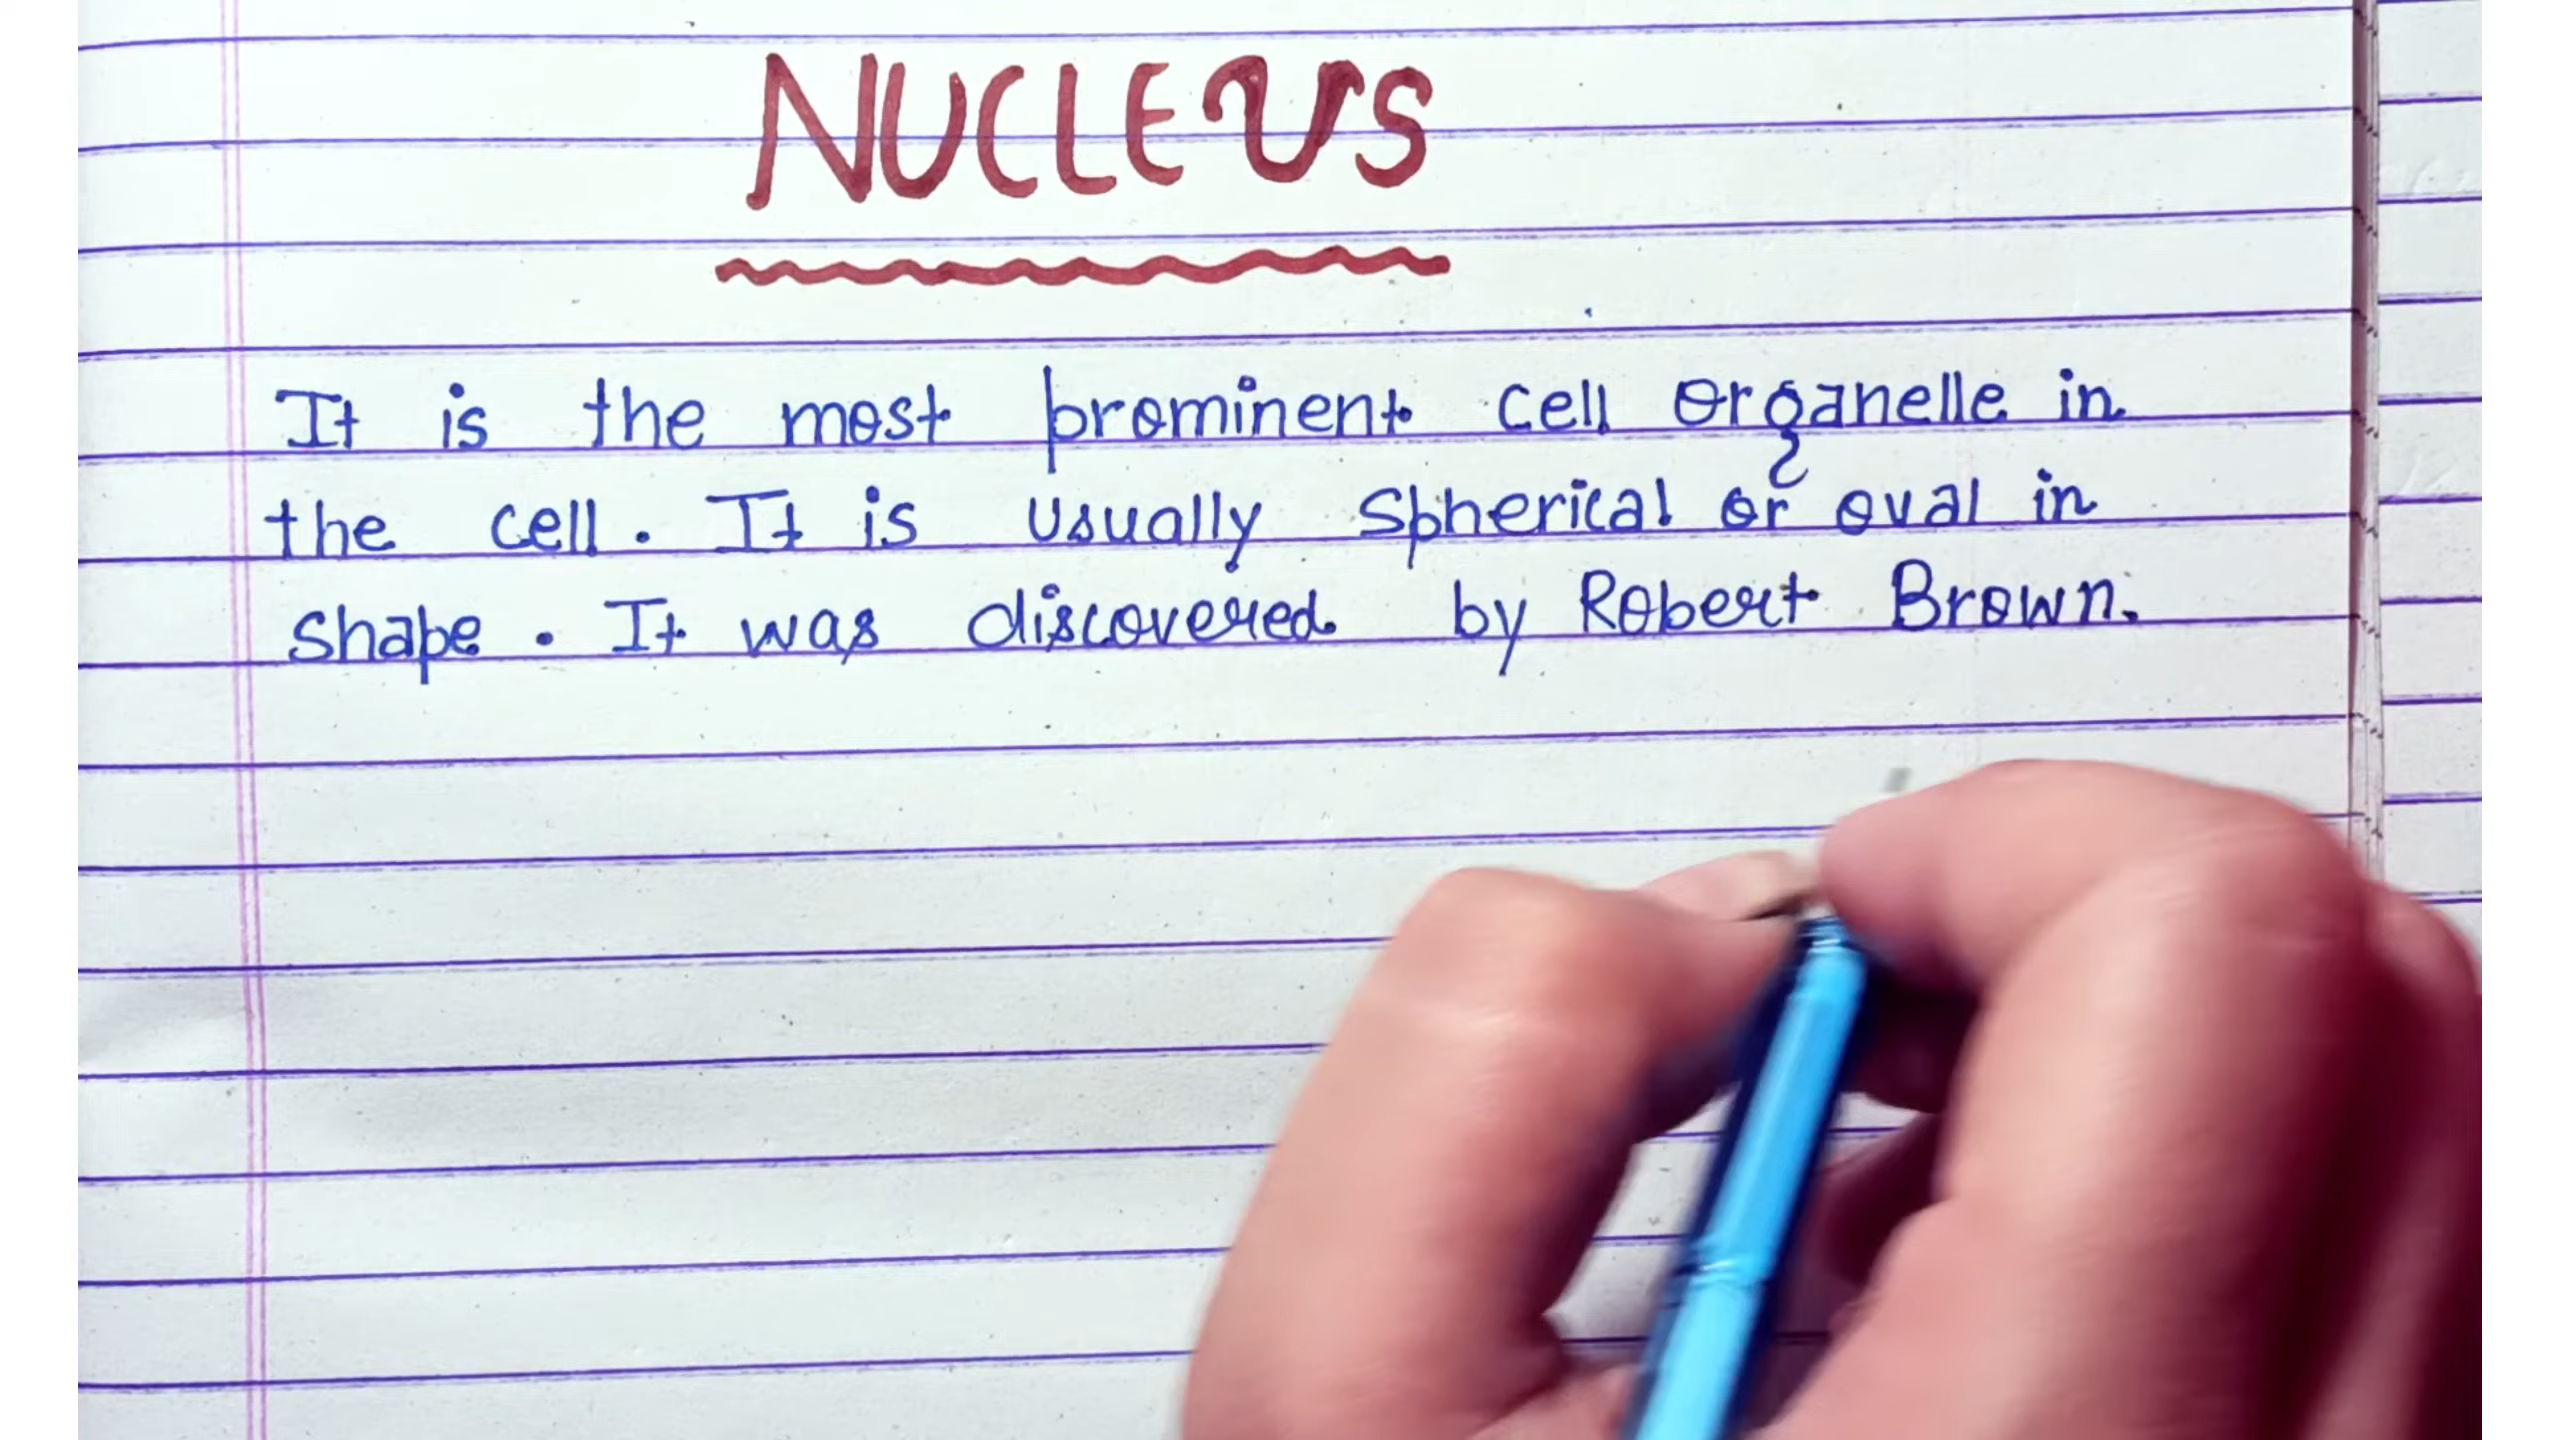 NUCLEUS
It is the most prominent cell organelle in
the cell. It is usually spherical or oval in
shape. It was discovered by Robert Brown.